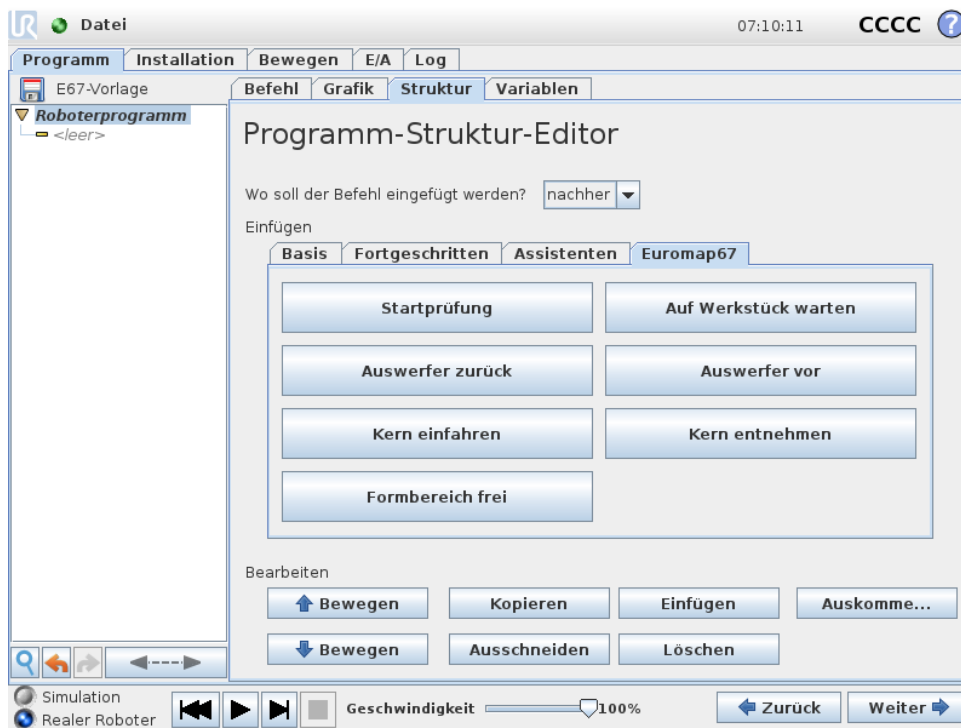 UR Datei 07:10:11 CCCC ?
Programm Installation Bewegen E/A Log
E67-Vorlage
Befehl Grafik Struktur Variablen
Roboterprogramm
<leer>
Programm-Struktur-Editor
Wo soll der Befehl eingefügt werden? nachher
Einfügen
Basis Fortgeschritten Assistenten Euromap67
Startprüfung Auf Werkstück warten
Auswerfer zurück Auswerfer vor
Kern einfahren Kern entnehmen
Formbereich frei
Bearbeiten
Bewegen Kopieren Einfügen Auskomme...
Bewegen Ausschneiden Löschen
Simulation
Realer Roboter
Geschwindigkeit 100% Zurück Weiter